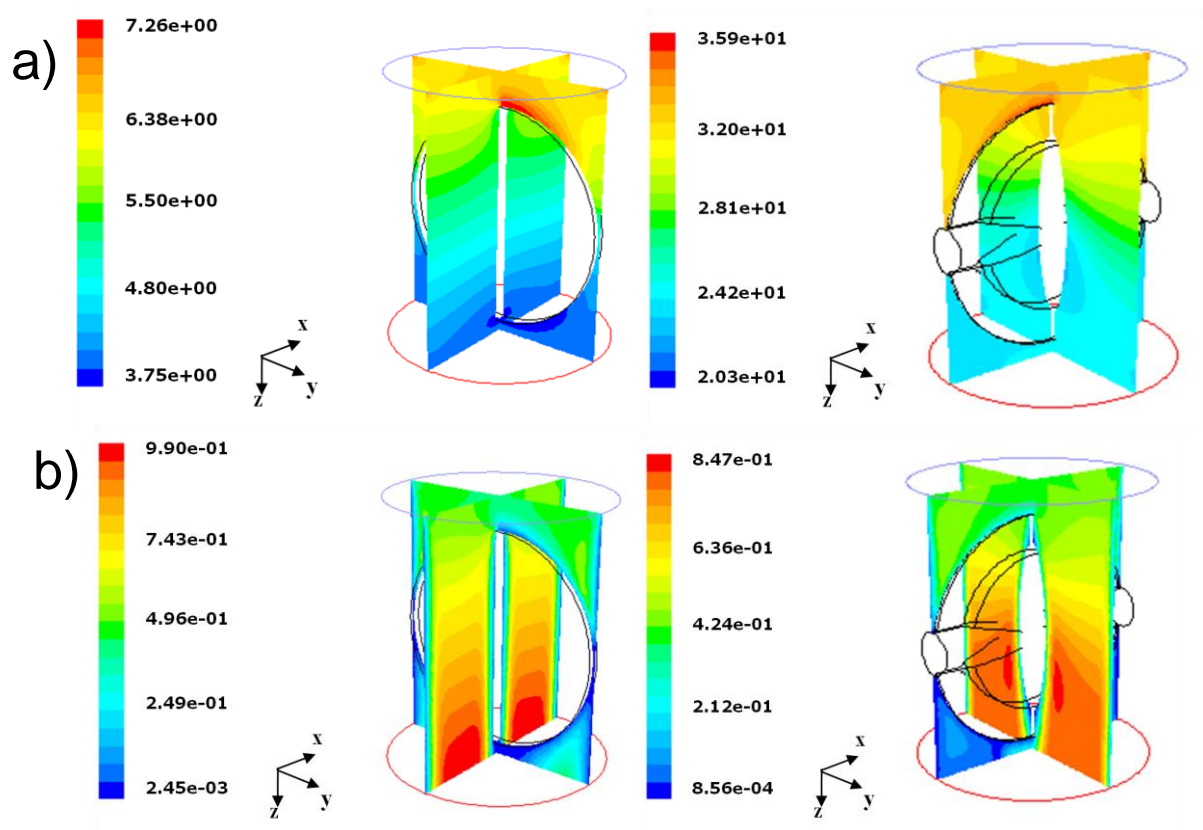 a)
7.26e+00
6.38e+00
5.50e+00
4.80e+00
3.75e+00
x
y
z
3.59e+01
3.20e+01
2.81e+01
2.42e+01
2.03e+01
x
y
z
b)
9.90e-01
7.43e-01
4.96e-01
2.49e-01
2.45e-03
x
y
z
8.47e-01
6.36e-01
4.24e-01
2.12e-01
8.56e-04
x
y
z